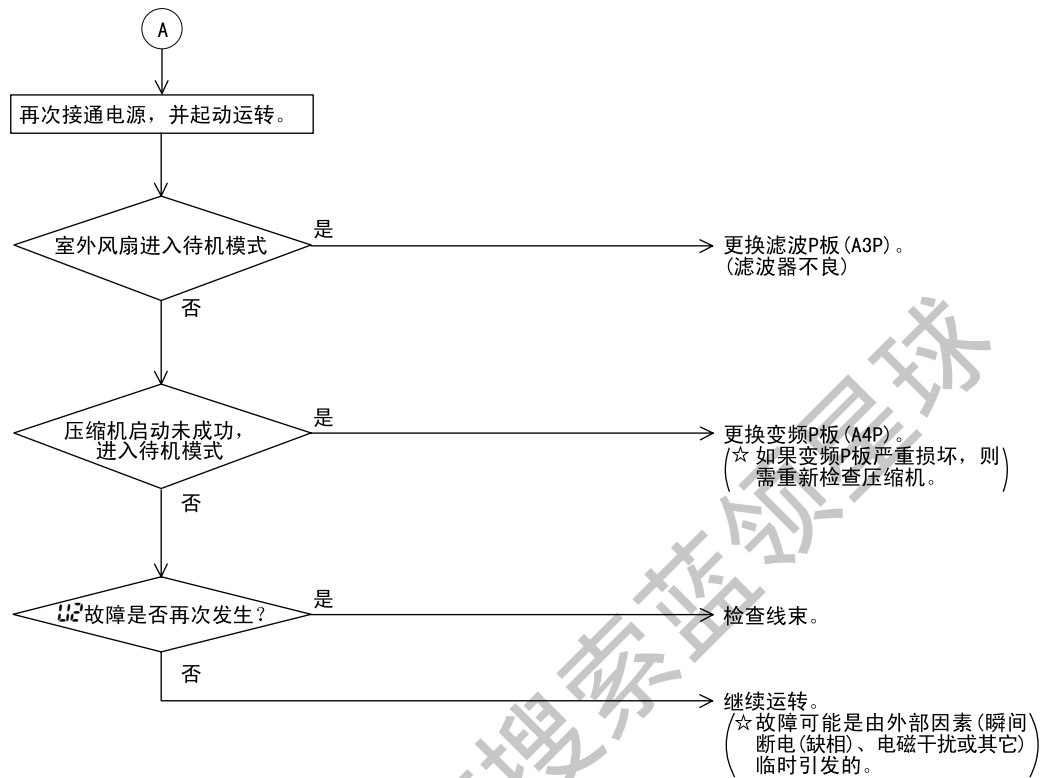 A
再次接通电源，并起动运转。
室外风扇进入待机模式
是
更换滤波P板(A3P)。
(滤波器不良)
否
压缩机启动未成功，
进入待机模式
是
更换变频P板(A4P)。
(☆ 如果变频P板严重损坏，则
需重新检查压缩机。)
否
U2故障是否再次发生？
是
检查线束。
否
继续运转。
(☆故障可能是由外部因素(瞬间
断电(缺相)、电磁干扰或其它)
临时引发的。)
搜索蓝领星球